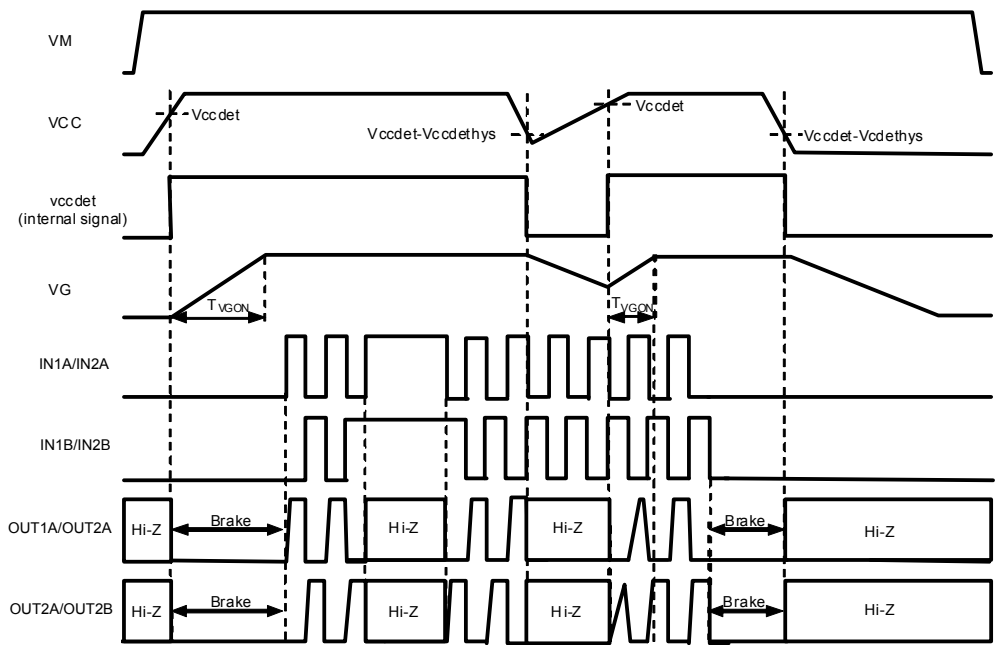 VM
VCC
Vccdet
Vccdet-Vccdethys
Vccdet
Vccdet-Vcdethys
vccdet
(internal signal)
VG
TVGON
TVGON
IN1A/IN2A
IN1B/IN2B
OUT1A/OUT2A
Hi-Z
Brake
Hi-Z
Hi-Z
Brake
Hi-Z
OUT2A/OUT2B
Hi-Z
Brake
Hi-Z
Hi-Z
Brake
Hi-Z